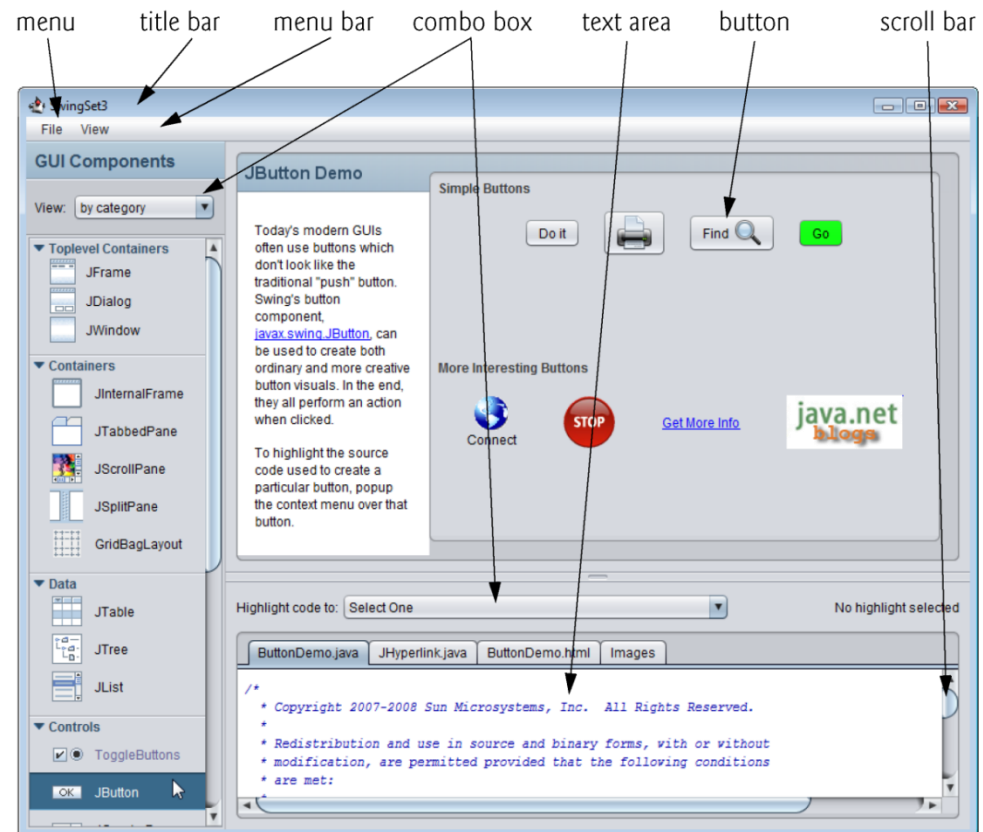 menu title bar menu bar combo box text area button scroll bar
SwingSet3
File View
GUI Components
View: by category
Toplevel Containers
JFrame
JDialog
JWindow
Containers
JInternalFrame
JTabbedPane
JScrollPane
JSplitPane
GridBagLayout
Data
JTable
JTree
JList
Controls
ToggleButtons
OK JButton
JButton Demo
Today's modern GUIs
often use buttons which
don't look like the
traditional "push" button.
Swing's button
component,
javax.swing.JButton, can
be used to create both
ordinary and more creative
button visuals. In the end,
they all perform an action
when clicked.
To highlight the source
code used to create a
particular button, popup
the context menu over that
button.
Simple Buttons
Do it Find Go
More Interesting Buttons
Connect
STOP
Get More Info
java.net
blogs
Highlight code to: Select One No highlight selected
ButtonDemo.java JHyperlink.java ButtonDemo.html Images
/*
* Copyright 2007-2008 Sun Microsystems, Inc. All Rights Reserved.
*
* Redistribution and use in source and binary forms, with or without
* modification, are permitted provided that the following conditions
* are met:
*